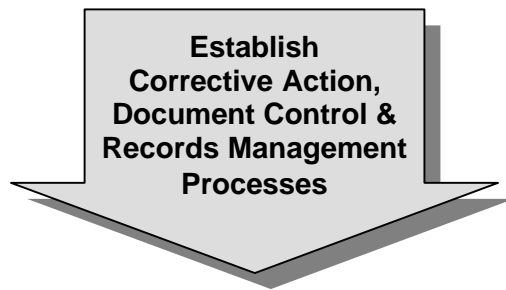 Establish
Corrective Action,
Document Control &
Records Management
Processes